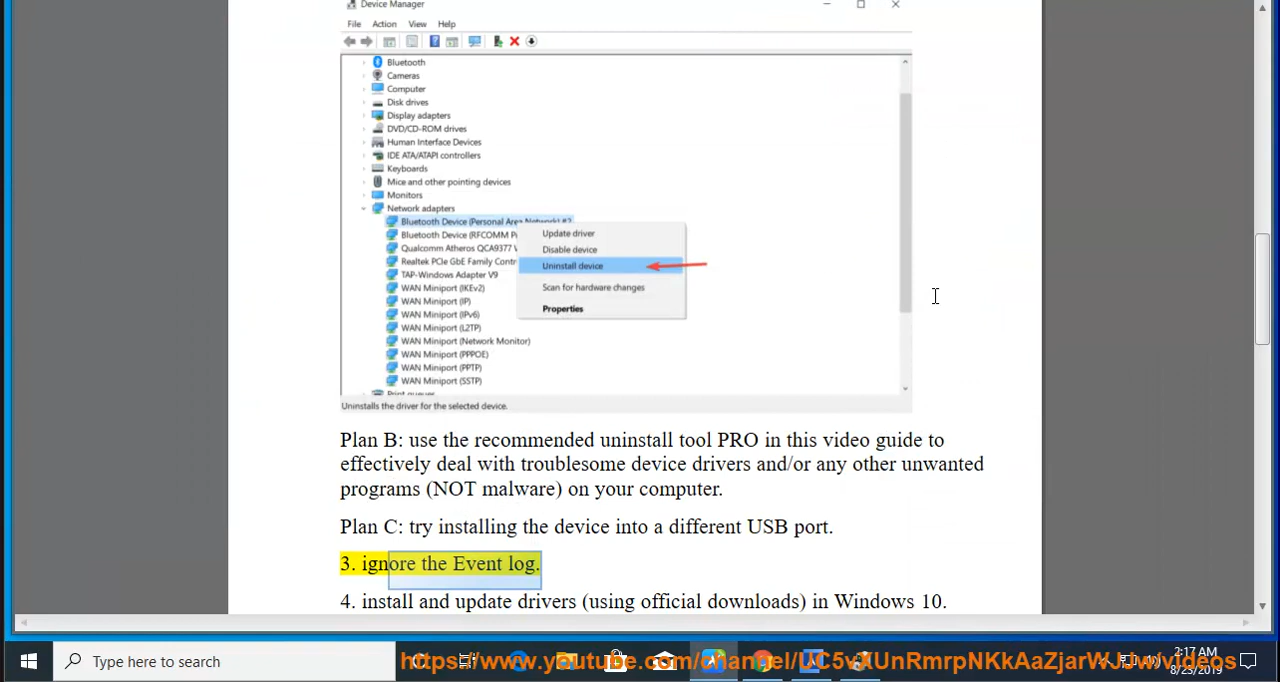 Device Manager
File Action View Help
Bluetooth
Cameras
Computer
Disk drives
Display adapters
DVD/CD-ROM drives
Human Interface Devices
IDE ATA/ATAPI controllers
Keyboards
Mice and other pointing devices
Monitors
Network adapters
Bluetooth Device (Personal Area Network) #2
Bluetooth Device (RFCOMM P
Update driver
Qualcomm Atheros QCA9377
Disable device
Realtek PCIe GbE Family Contr
Uninstall device
TAP-Windows Adapter V9
WAN Miniport (IKEv2)
Scan for hardware changes
WAN Miniport (IP)
Properties
WAN Miniport (IPv6)
WAN Miniport (L2TP)
WAN Miniport (Network Monitor)
WAN Miniport (PPPOE)
WAN Miniport (PPTP)
WAN Miniport (SSTP)
Print queues
Uninstalls the driver for the selected device.
Plan B: use the recommended uninstall tool PRO in this video guide to
effectively deal with troublesome device drivers and/or any other unwanted
programs (NOT malware) on your computer.
Plan C: try installing the device into a different USB port.
3. ignore the Event log.
4. install and update drivers (using official downloads) in Windows 10.
Type here to search
2:17 AM
8/23/2019